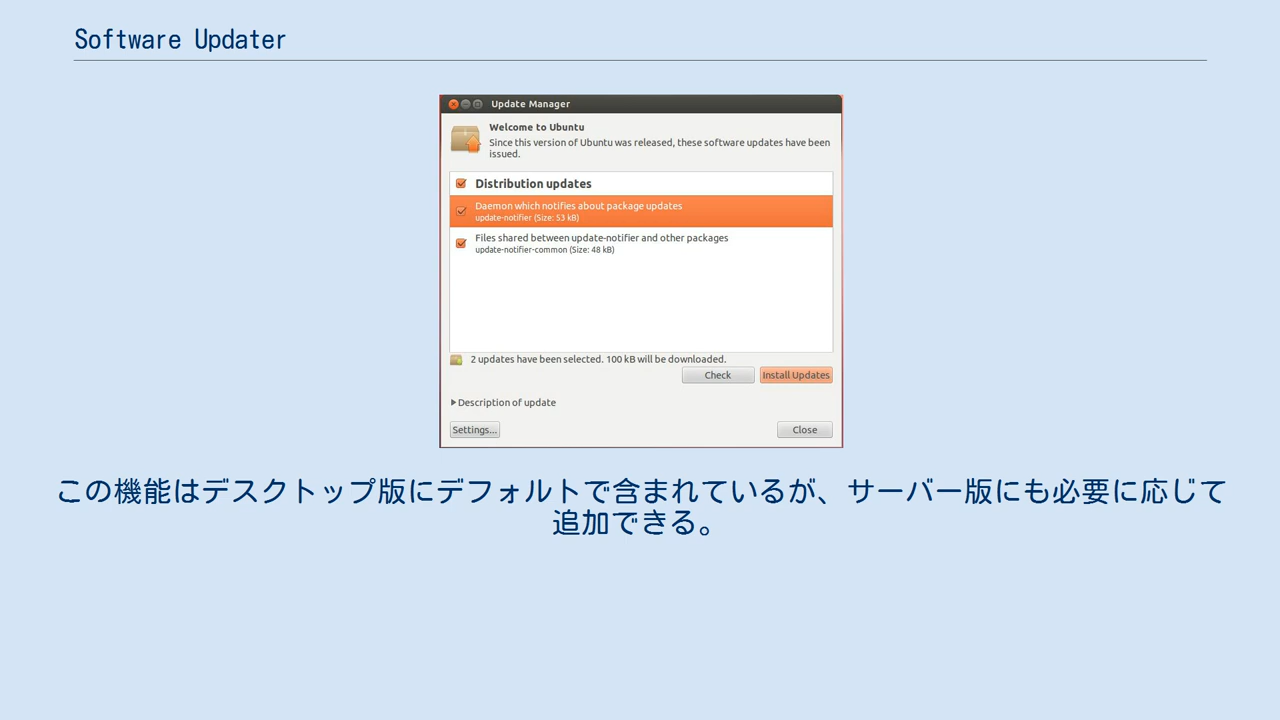 Software Updater
Update Manager
Welcome to Ubuntu
Since this version of Ubuntu was released, these software updates have been
issued.
Distribution updates
Daemon which notifies about package updates
update-notifier (Size: 53 kB)
Files shared between update-notifier and other packages
update-notifier-common (Size: 48 kB)
2 updates have been selected. 100 kB will be downloaded.
Check Install Updates
Description of update
Settings... Close
この機能はデスクトップ版にデフォルトで含まれているが、サーバー版にも必要に応じて
追加できる。